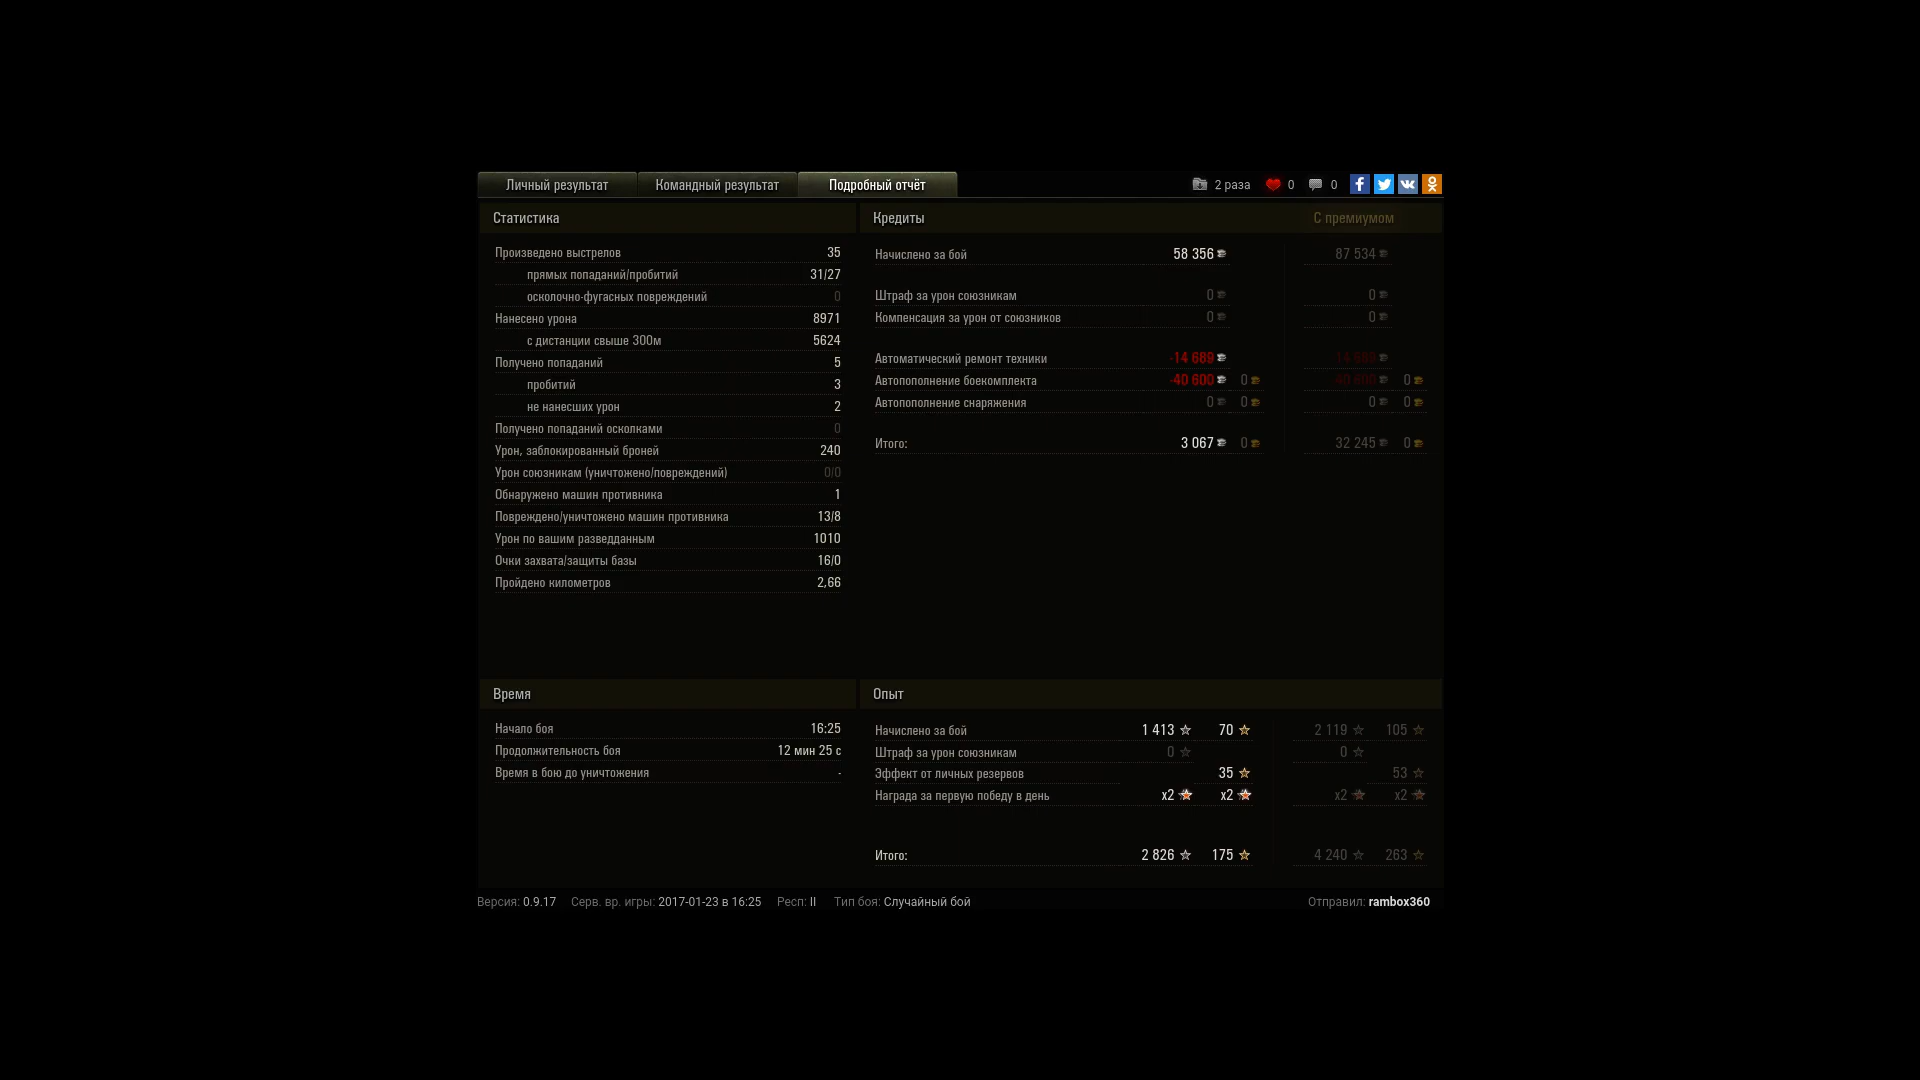 Личный результат Командный результат Подробный отчёт 2 раза 0 0
Статистика
Произведено выстрелов 35
прямых попаданий/пробитий 31/27
осколочно-фугасных повреждений 0
Нанесено урона 8971
с дистанции свыше 300м 5624
Получено попаданий 5
пробитий 3
не нанесших урон 2
Получено попаданий осколками 0
Урон, заблокированный броней 240
Урон союзникам (уничтожено/повреждений) 0/0
Обнаружено машин противника 1
Повреждено/уничтожено машин противника 13/8
Урон по вашим разведданным 1010
Очки захвата/защиты базы 16/0
Пройдено километров 2,66
Кредиты С премиумом
Начислено за бой 58 356 87 534
Штраф за урон союзникам 0 0
Компенсация за урон от союзников 0 0
Автоматический ремонт техники -14 689 -14 689
Автопополнение боекомплекта -40 600 0 -40 600 0
Автопополнение снаряжения 0 0 0 0
Итого: 3 067 0 32 245 0
Время
Начало боя 16:25
Продолжительность боя 12 мин 25 с
Время в бою до уничтожения -
Опыт
Начислено за бой 1 413 70 2 119 105
Штраф за урон союзникам 0 0
Эффект от личных резервов 35 53
Награда за первую победу в день x2 x2 x2 x2
Итого: 2 826 175 4 240 263
Версия: 0.9.17 Серв. вр. игры: 2017-01-23 в 16:25 Респ: II Тип боя: Случайный бой Отправил: rambox360